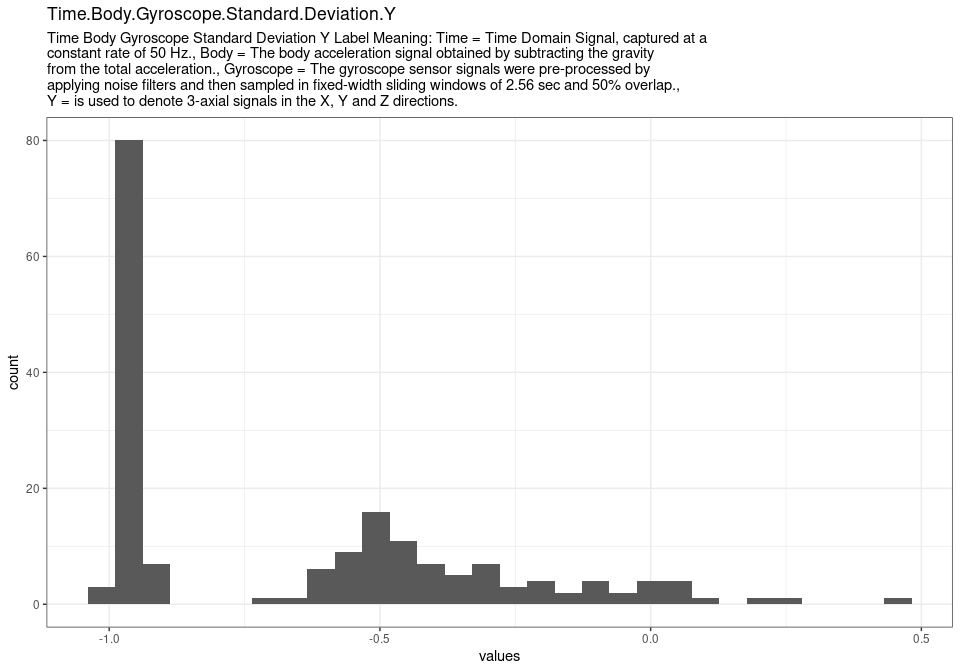 Time.Body.Gyroscope.Standard.Deviation.Y
Time Body Gyroscope Standard Deviation Y Label Meaning: Time = Time Domain Signal, captured at a
constant rate of 50 Hz., Body = The body acceleration signal obtained by subtracting the gravity
from the total acceleration., Gyroscope = The gyroscope sensor signals were pre-processed by
applying noise filters and then sampled in fixed-width sliding windows of 2.56 sec and 50% overlap.,
Y = is used to denote 3-axial signals in the X, Y and Z directions.
80
60
40
20
0
count
-1.0
-0.5
0.0
0.5
values